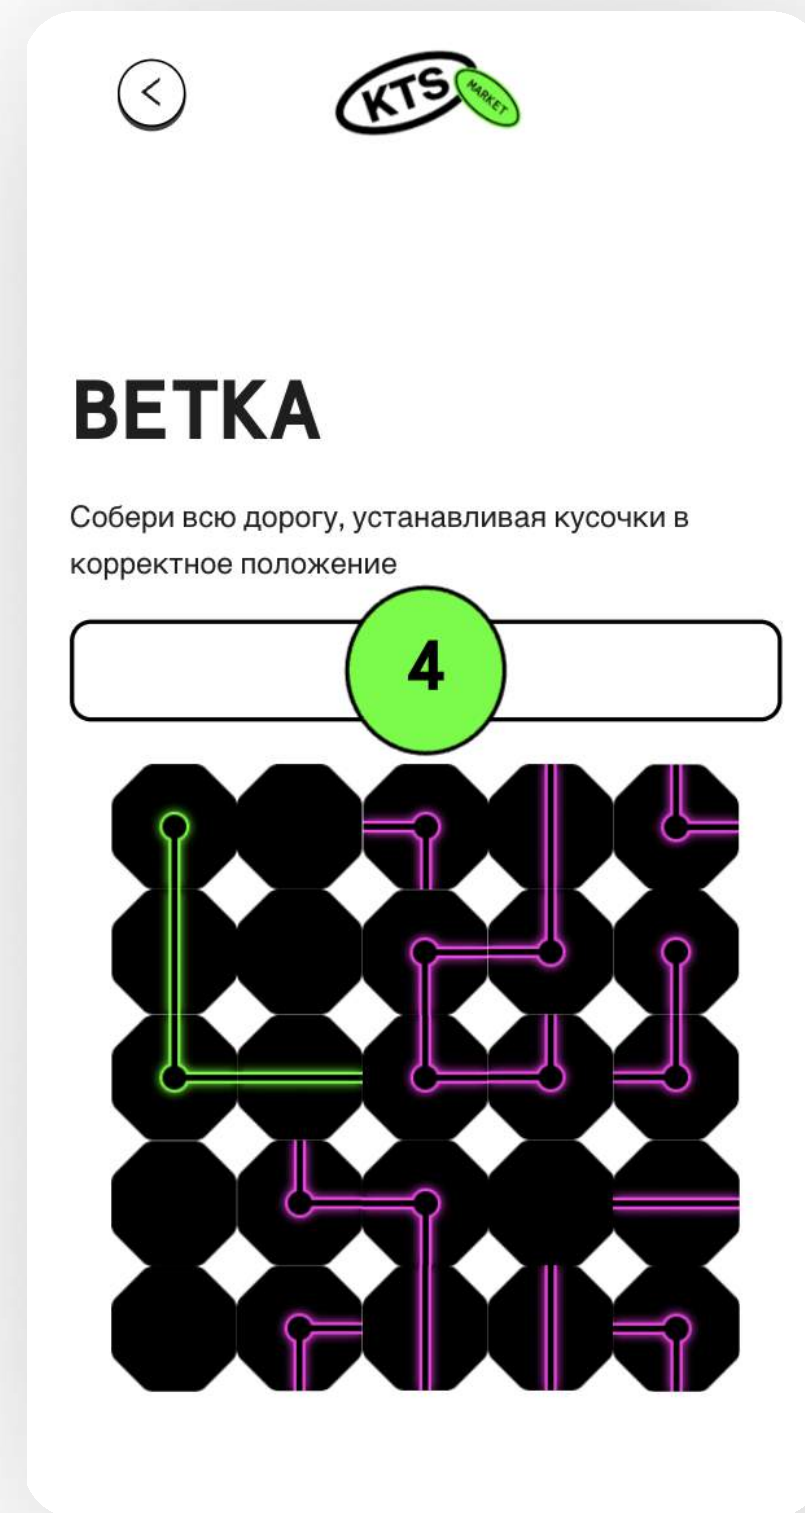 KTS
MARKET
ВЕТКА
Собери всю дорогу, устанавливая кусочки в
корректное положение
4